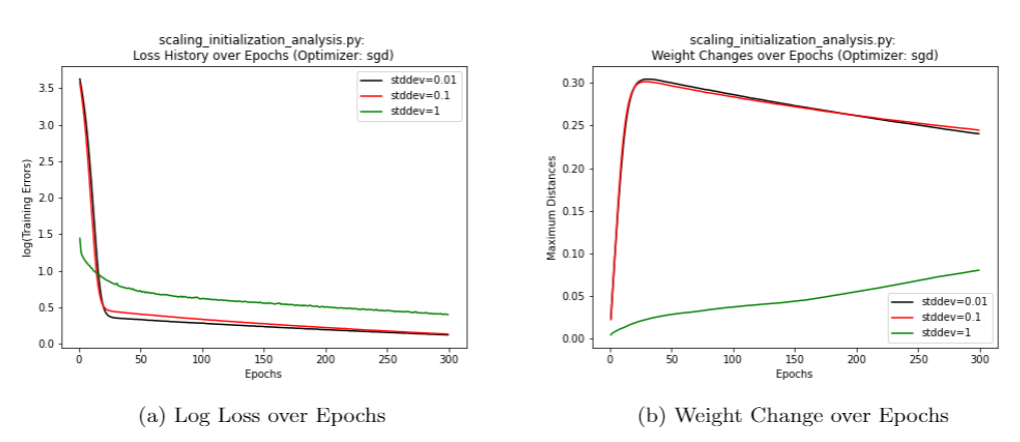 scaling_initialization_analysis.py:
Loss History over Epochs (Optimizer: sgd)
log(Training Errors)
3.5
3.0
2.5
2.0
1.5
1.0
0.5
0.0
stddev=0.01
stddev=0.1
stddev=1
0 50 100 150 200 250 300
Epochs
(a) Log Loss over Epochs
scaling_initialization_analysis.py:
Weight Changes over Epochs (Optimizer: sgd)
Maximum Distances
0.30
0.25
0.20
0.15
0.10
0.05
0.00
stddev=0.01
stddev=0.1
stddev=1
0 50 100 150 200 250 300
Epochs
(b) Weight Change over Epochs